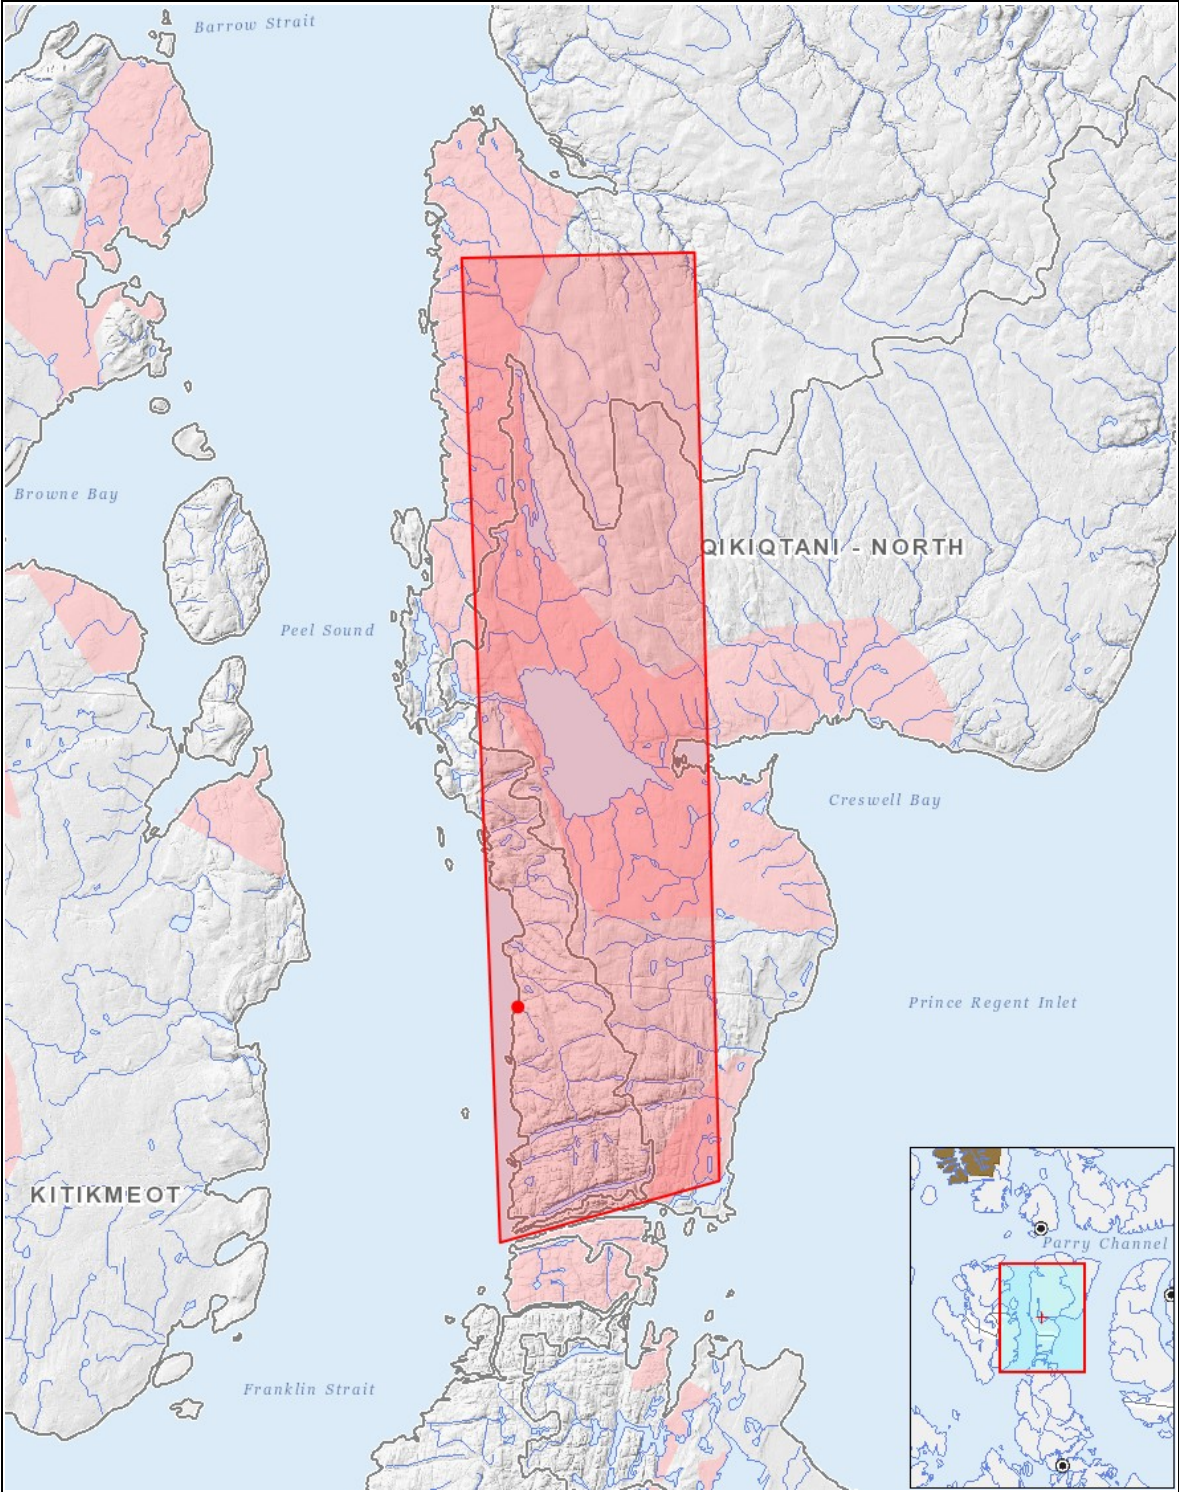 Barrow Strait
Browne Bay
QIKIQTANI - NORTH
Peel Sound
Creswell Bay
Prince Regent Inlet
KITIKMEOT
Parry Channel
Franklin Strait